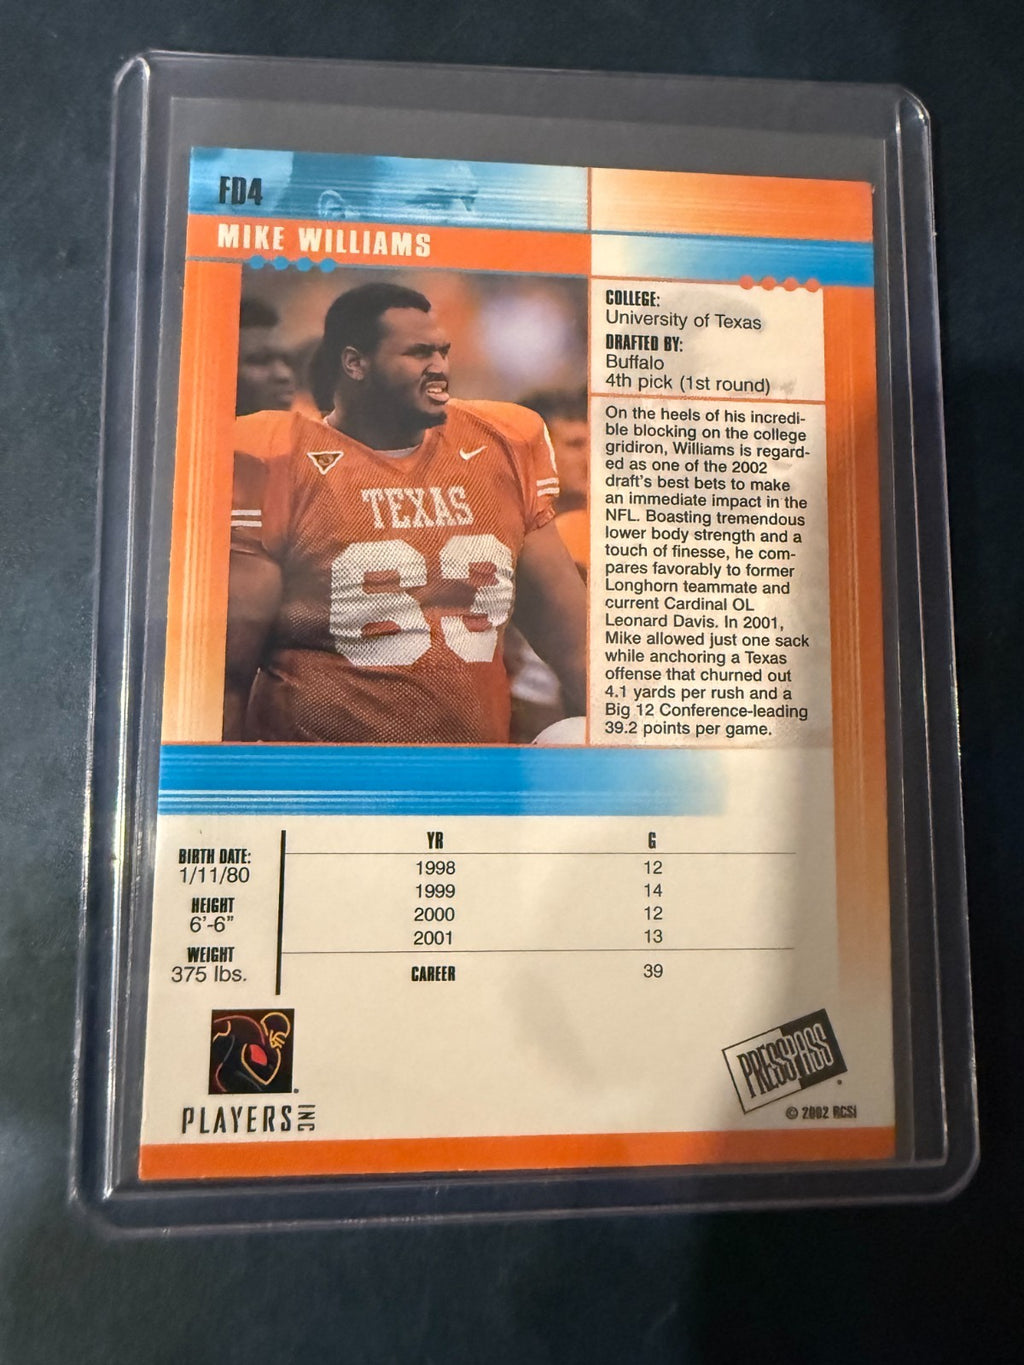 FD4
MIKE WILLIAMS
COLLEGE:
University of Texas
DRAFTED BY:
Buffalo
4th pick (1st round)
On the heels of his incredi-
ble blocking on the college
gridiron, Williams is regard-
ed as one of the 2002
draft's best bets to make
an immediate impact in the
NFL. Boasting tremendous
lower body strength and a
touch of finesse, he com-
pares favorably to former
Longhorn teammate and
current Cardinal OL
Leonard Davis. In 2001,
Mike allowed just one sack
while anchoring a Texas
offense that churned out
4.1 yards per rush and a
Big 12 Conference-leading
39.2 points per game.
TEXAS
63
BIRTH DATE:
1/11/80
HEIGHT
6'-6"
WEIGHT
375 lbs.
YR G
1998 12
1999 14
2000 12
2001 13
CAREER 39
PLAYERS INC
PRESS PASS
© 2002 RCSI